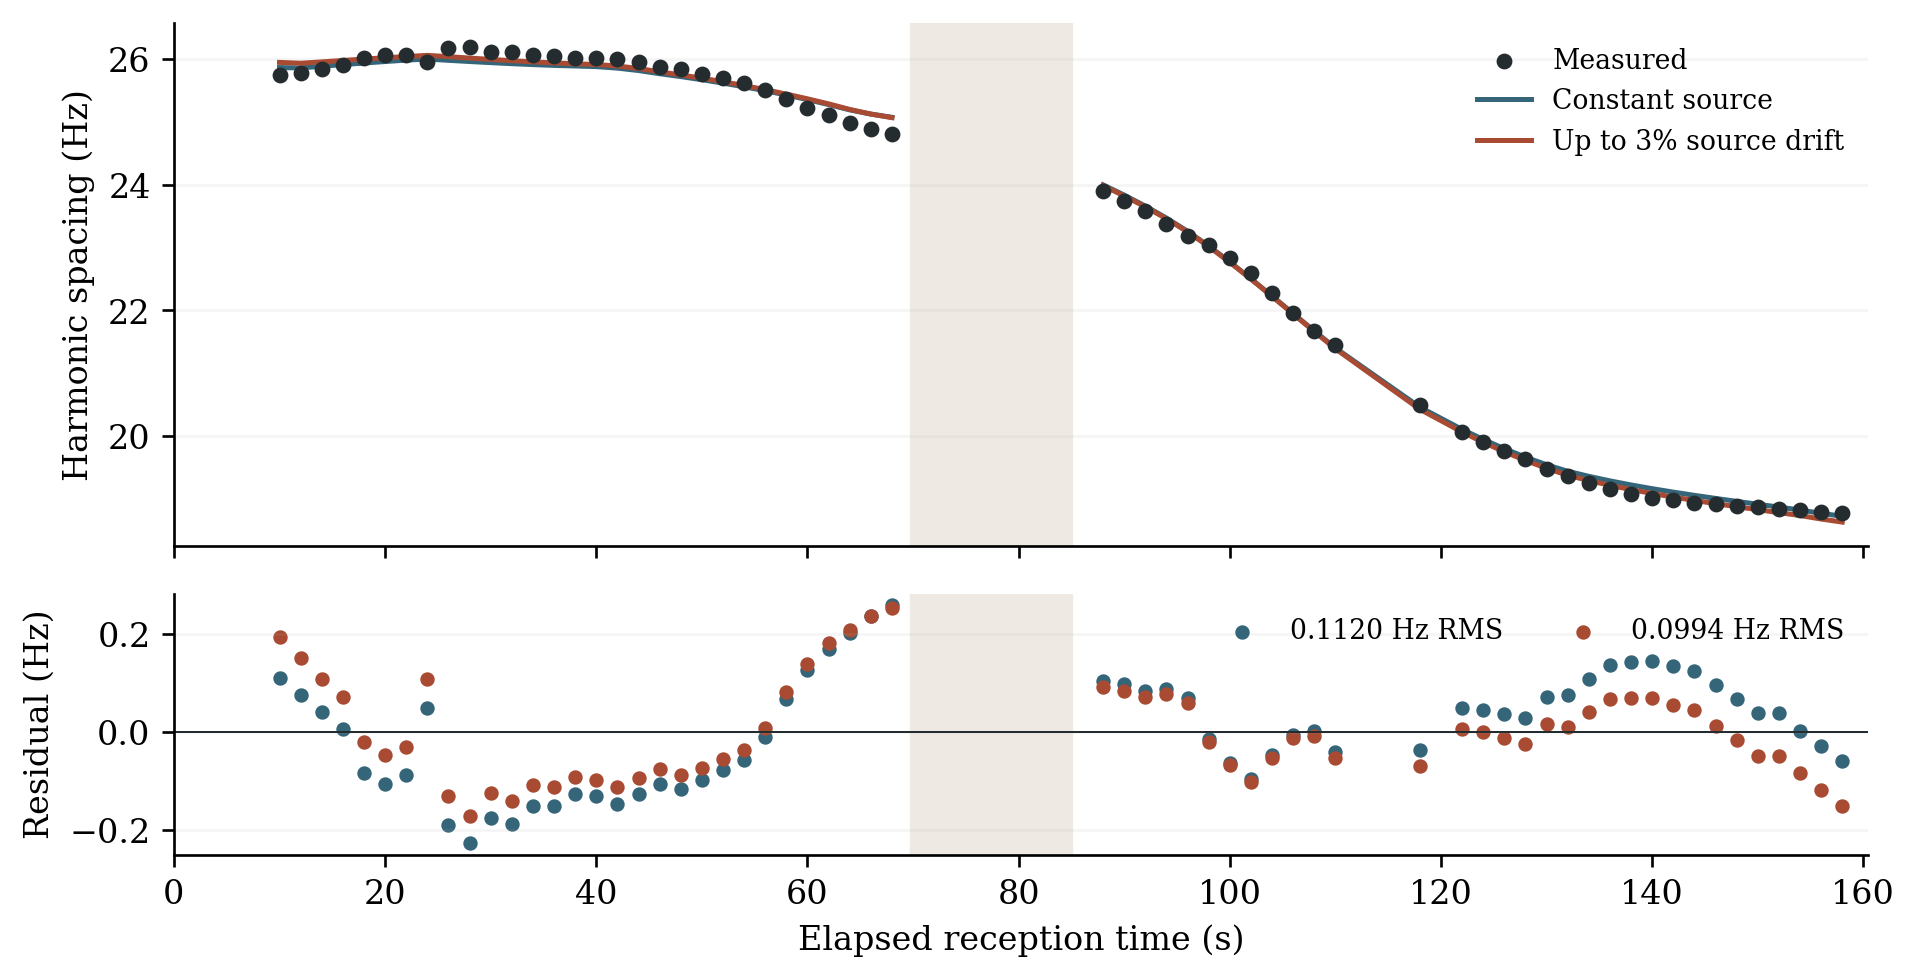 Harmonic spacing (Hz)
26
24
22
20
Measured
Constant source
Up to 3% source drift
Residual (Hz)
0.2
0.0
−0.2
0.1120 Hz RMS
0.0994 Hz RMS
0 20 40 60 80 100 120 140 160
Elapsed reception time (s)